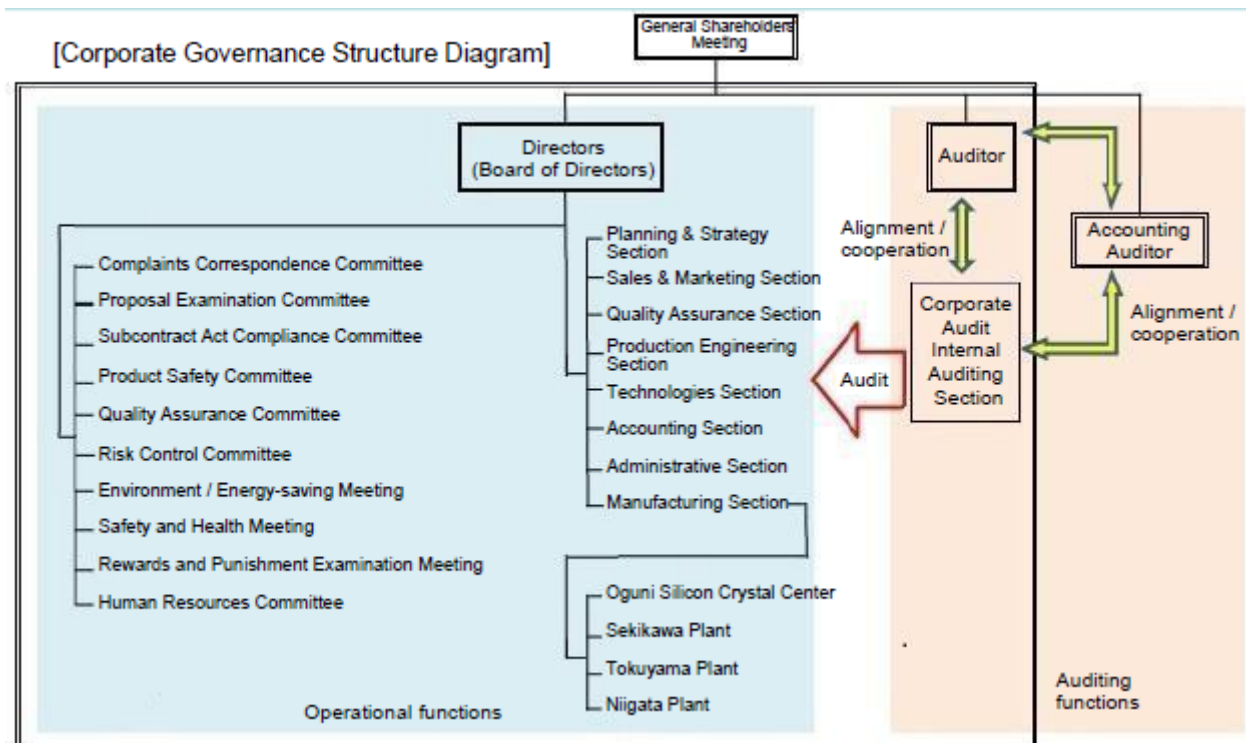 General Shareholders
Meeting
[Corporate Governance Structure Diagram]
Directors
(Board of Directors)
Auditor
Accounting
Auditor
Alignment /
cooperation
Alignment /
cooperation
Corporate
Audit
Internal
Auditing
Section
Audit
Complaints Correspondence Committee
Proposal Examination Committee
Subcontract Act Compliance Committee
Product Safety Committee
Quality Assurance Committee
Risk Control Committee
Environment / Energy-saving Meeting
Safety and Health Meeting
Rewards and Punishment Examination Meeting
Human Resources Committee
Planning & Strategy
Section
Sales & Marketing Section
Quality Assurance Section
Production Engineering
Section
Technologies Section
Accounting Section
Administrative Section
Manufacturing Section
Oguni Silicon Crystal Center
Sekikawa Plant
Tokuyama Plant
Niigata Plant
Operational functions
Auditing
functions